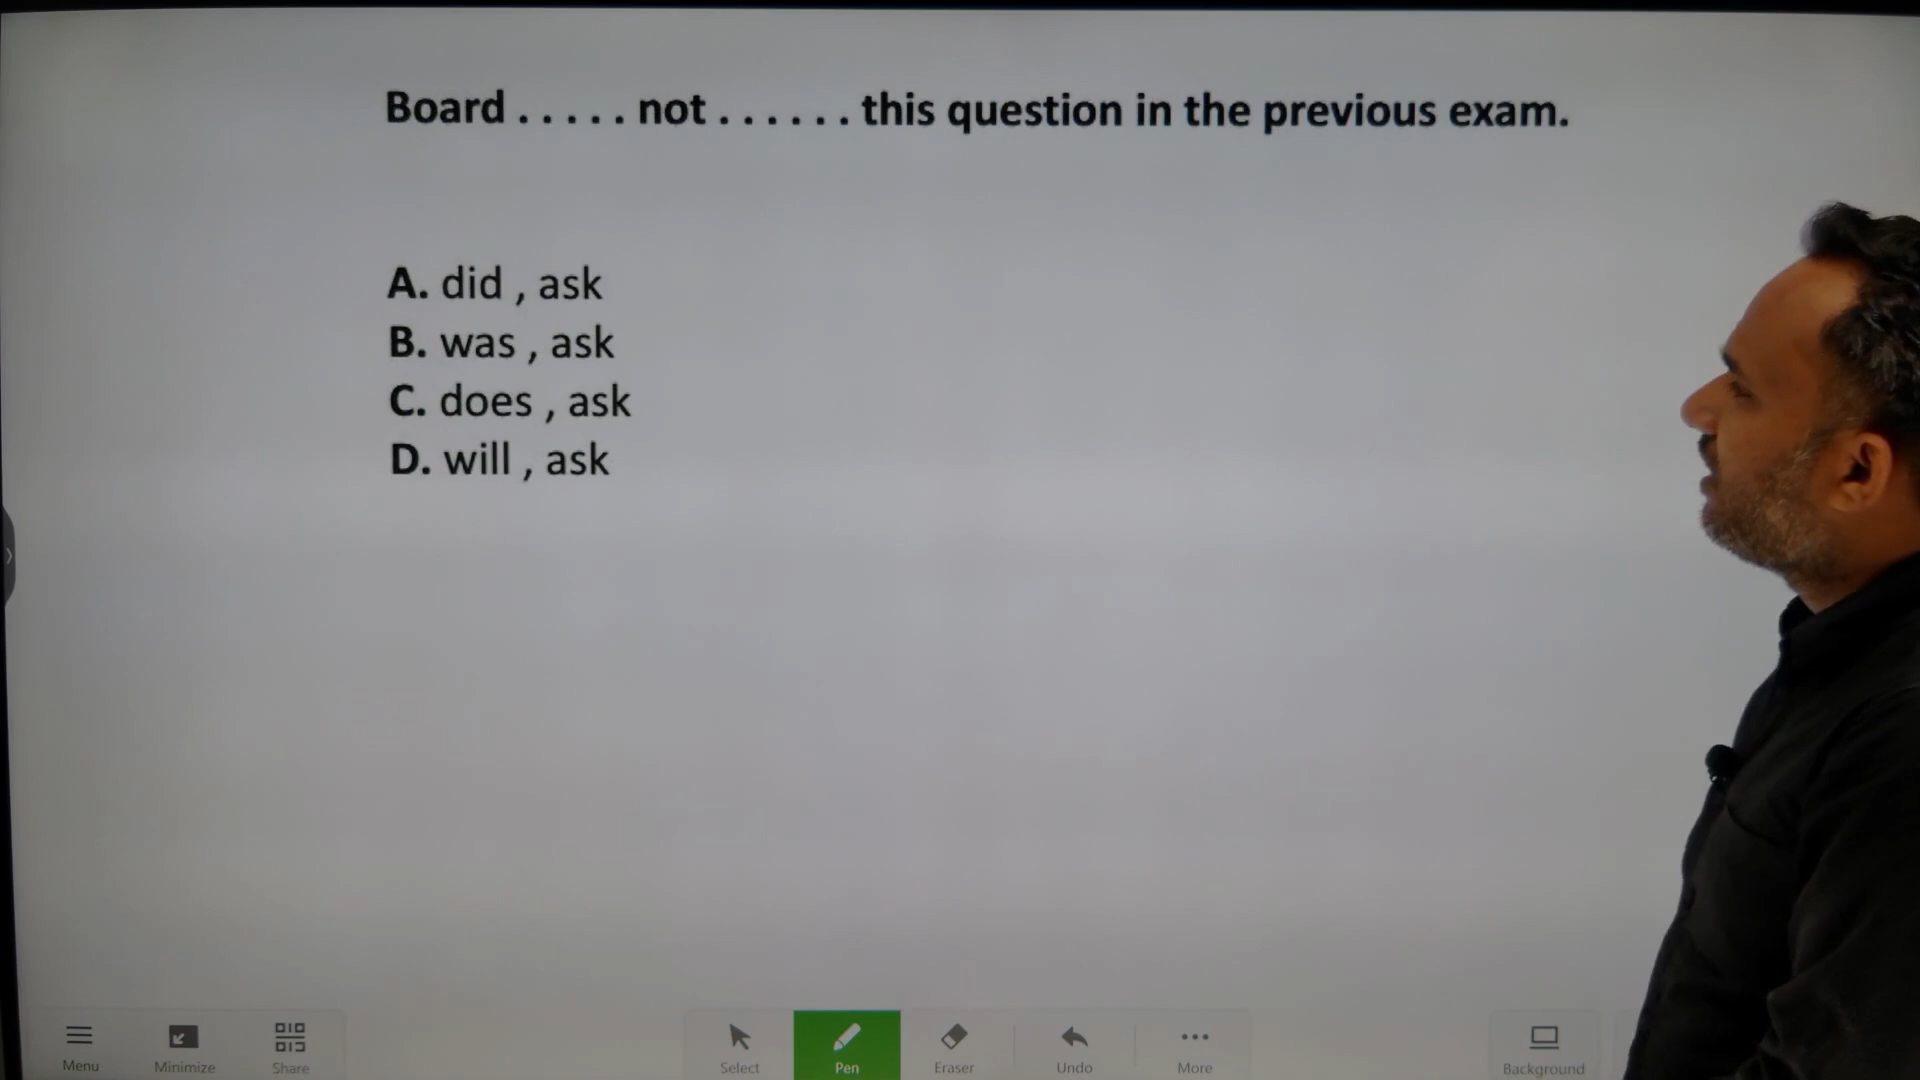 Board . . . . . not . . . . . . this question in the previous exam.
A. did , ask
B. was , ask
C. does , ask
D. will , ask
Menu
Minimize
Share
Select
Pen
Eraser
Undo
More
Background